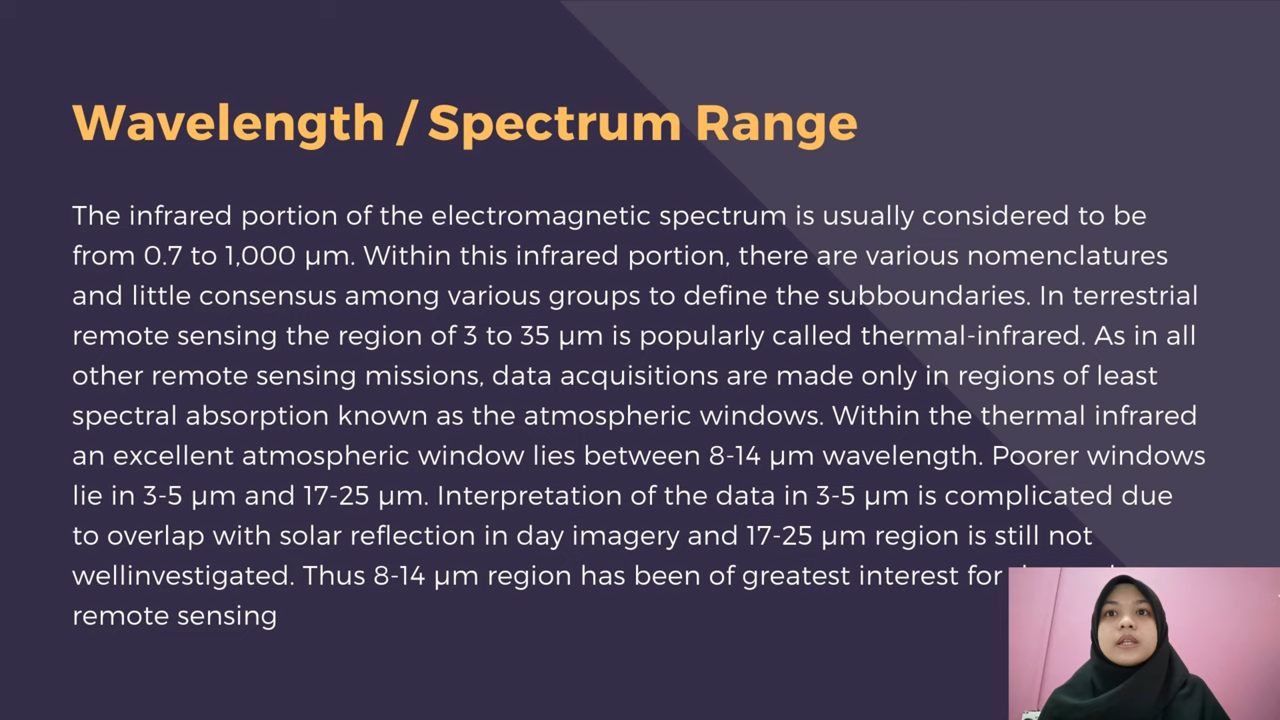 Wavelength / Spectrum Range
The infrared portion of the electromagnetic spectrum is usually considered to be
from 0.7 to 1,000 µm. Within this infrared portion, there are various nomenclatures
and little consensus among various groups to define the subboundaries. In terrestrial
remote sensing the region of 3 to 35 µm is popularly called thermal-infrared. As in all
other remote sensing missions, data acquisitions are made only in regions of least
spectral absorption known as the atmospheric windows. Within the thermal infrared
an excellent atmospheric window lies between 8-14 µm wavelength. Poorer windows
lie in 3-5 µm and 17-25 µm. Interpretation of the data in 3-5 µm is complicated due
to overlap with solar reflection in day imagery and 17-25 µm region is still not
wellinvestigated. Thus 8-14 µm region has been of greatest interest for
remote sensing